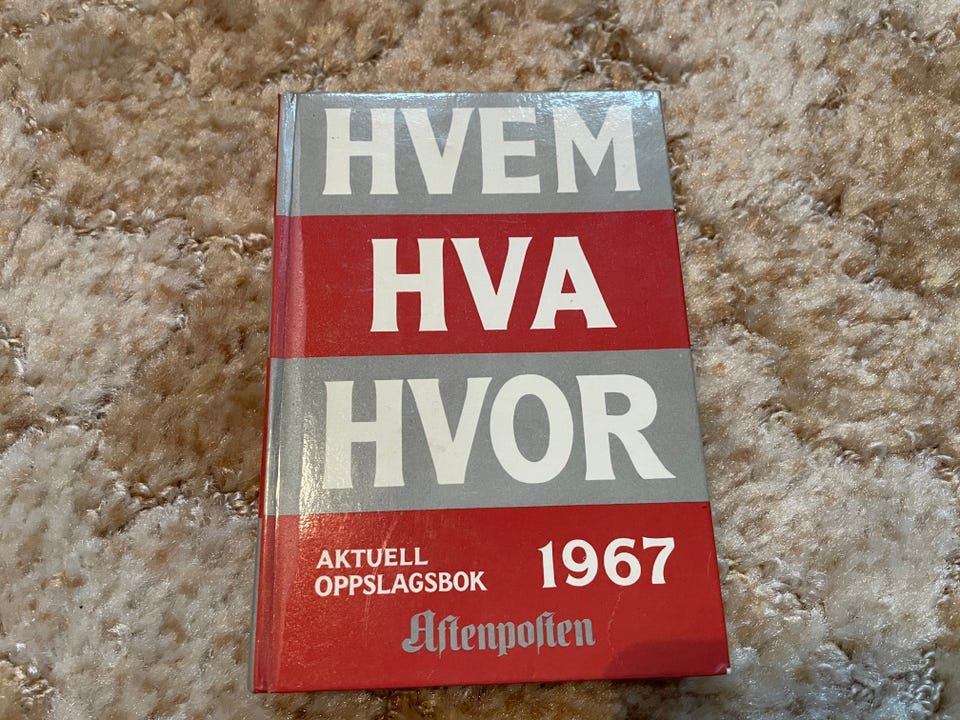 HVEM
HVA
HVOR
AKTUELL
OPPSLAGSBOK
1967
Aftenposten